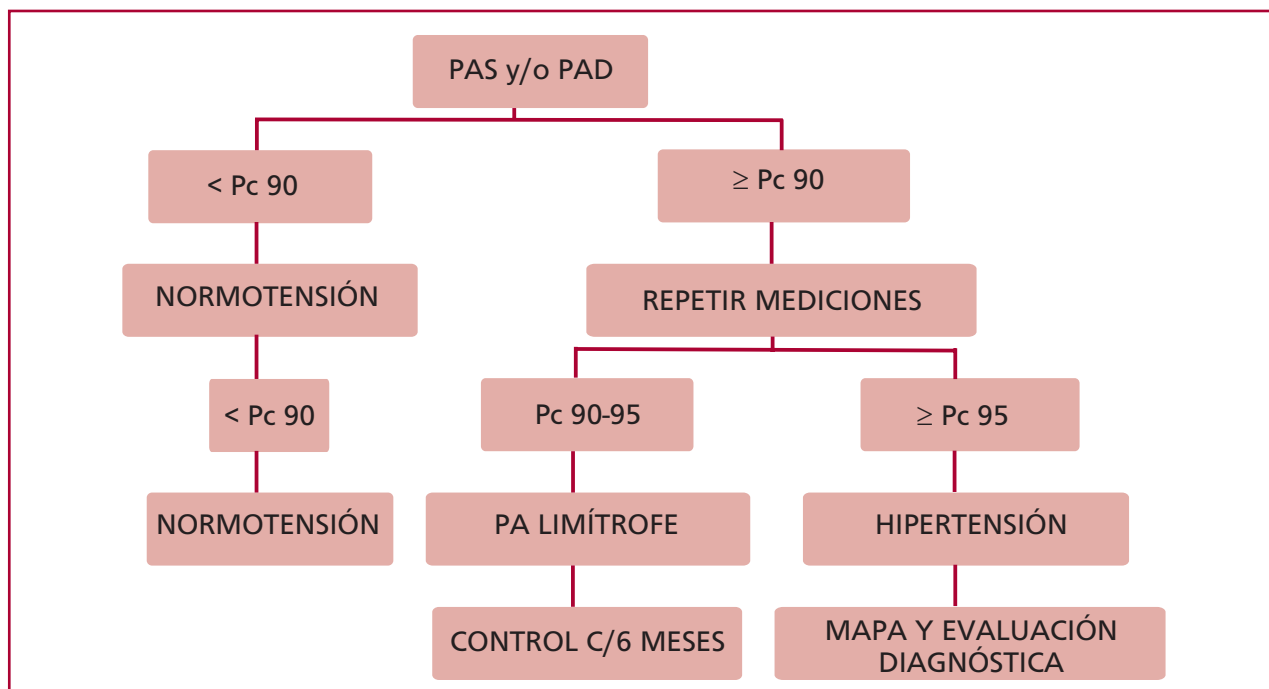 PAS y/o PAD
< Pc 90
≥ Pc 90
NORMOTENSIÓN
REPETIR MEDICIONES
< Pc 90
Pc 90-95
≥ Pc 95
NORMOTENSIÓN
PA LIMÍTROFE
HIPERTENSIÓN
CONTROL C/6 MESES
MAPA Y EVALUACIÓN
DIAGNÓSTICA